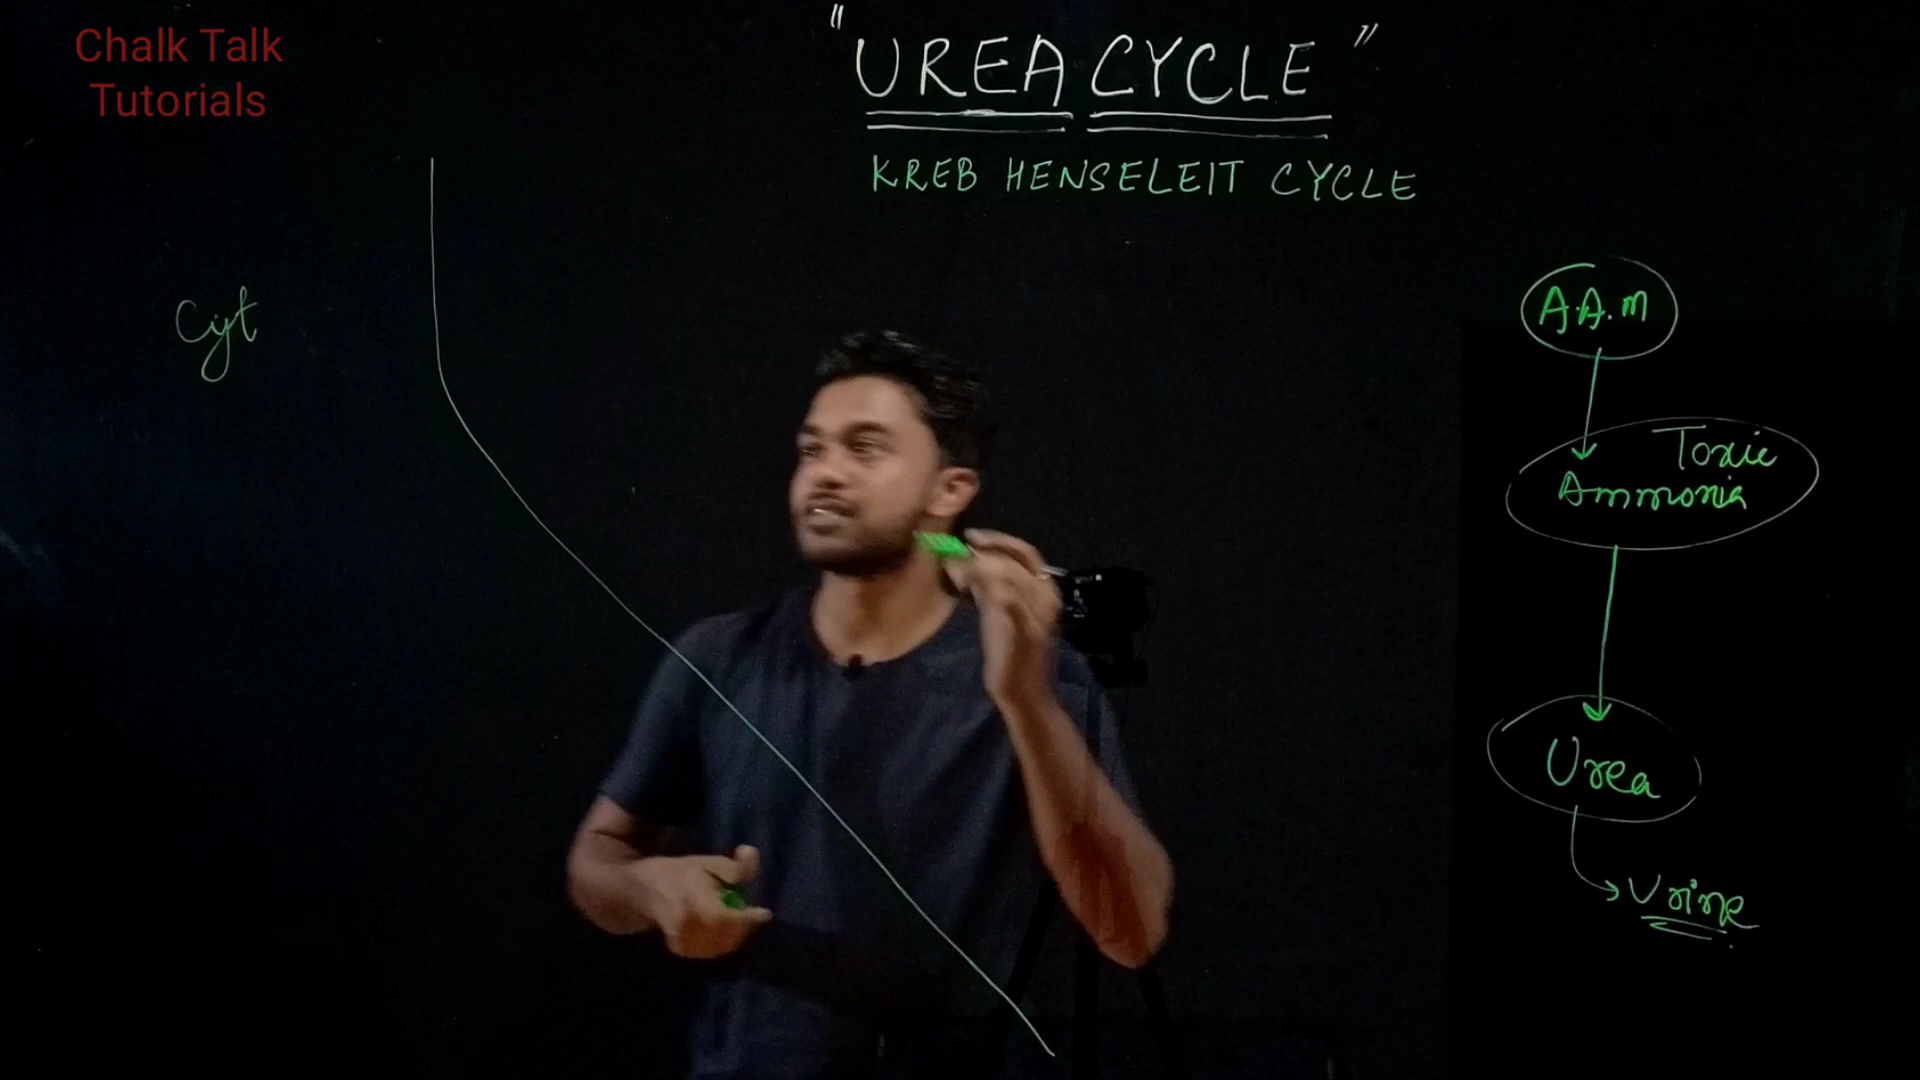 Chalk Talk
Tutorials
"UREA CYCLE"
KREB HENSELEIT CYCLE
Cyt
A.A.M
Toxic
Ammonia
Urea
Urine